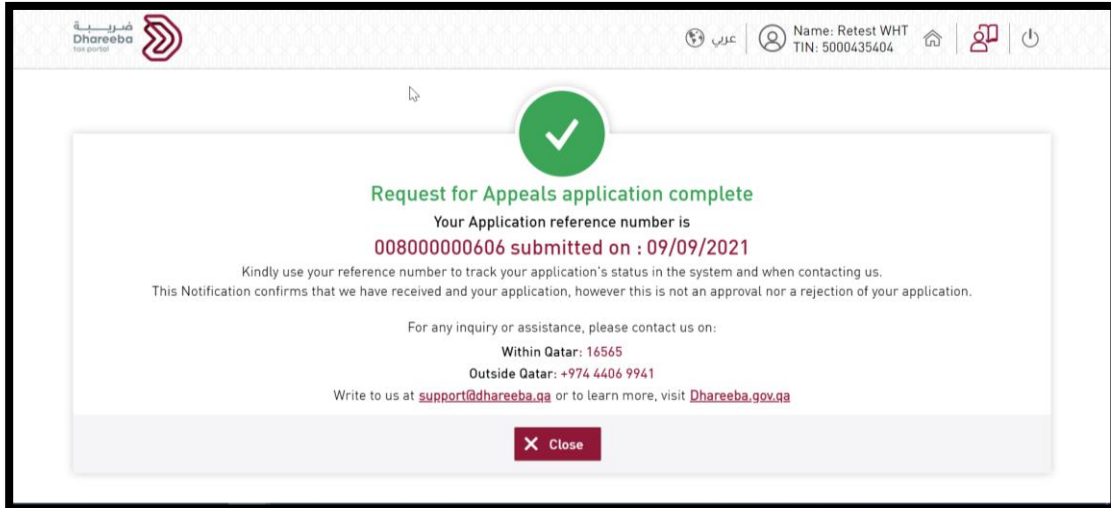 ضريبة
Dhareeba
tax portal
عربي
Name: Retest WHT
TIN: 5000435404
Request for Appeals application complete
Your Application reference number is
008000000606 submitted on : 09/09/2021
Kindly use your reference number to track your application's status in the system and when contacting us.
This Notification confirms that we have received and your application, however this is not an approval nor a rejection of your application.
For any inquiry or assistance, please contact us on:
Within Qatar: 16565
Outside Qatar: +974 4406 9941
Write to us at support@dhareeba.qa or to learn more, visit Dhareeba.gov.qa
Close